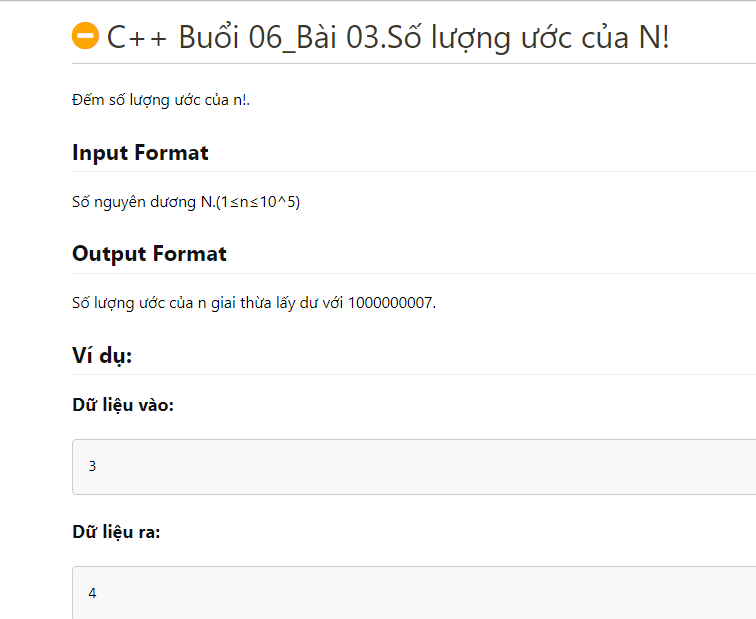 C++ Buổi 06_Bài 03.Số lượng ước của N!
Đếm số lượng ước của n!.
Input Format
Số nguyên dương N.(1≤n≤10^5)
Output Format
Số lượng ước của n giai thừa lấy dư với 1000000007.
Ví dụ:
Dữ liệu vào:
3
Dữ liệu ra:
4